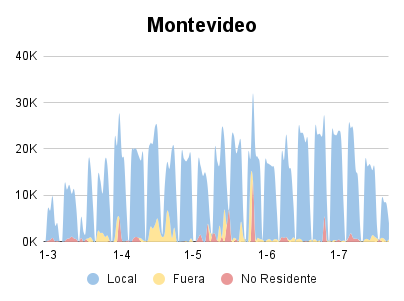 Montevideo
40K
30K
20K
10K
0K
1-3 1-4 1-5 1-6 1-7
Local Fuera No Residente